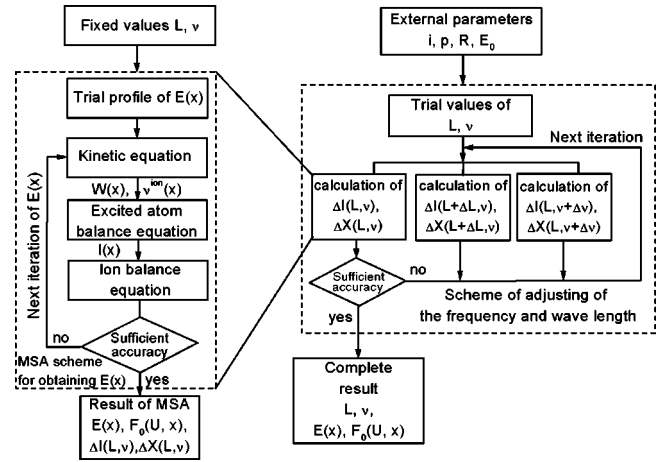 Fixed values L, ν
Trial profile of E(x)
Kinetic equation
W(x), ν^ion(x)
Excited atom
balance equation
I(x)
Ion balance
equation
Sufficient
accuracy
no
yes
Next iteration of E(x)
MSA scheme
for obtaining E(x)
Result of MSA
E(x), F₀(U, x),
ΔI(L,ν),ΔX(L,ν)
External parameters
i, p, R, E₀
Trial values of
L, ν
Next iteration
calculation of
ΔI(L,ν),
ΔX(L,ν)
calculation of
ΔI(L+ΔL,ν),
ΔX(L+ΔL,ν)
calculation of
ΔI(L,ν+Δν),
ΔX(L,ν+Δν)
Sufficient
accuracy
no
yes
Scheme of adjusting of
the frequency and wave length
Complete
result
L, ν,
E(x), F₀(U, x)